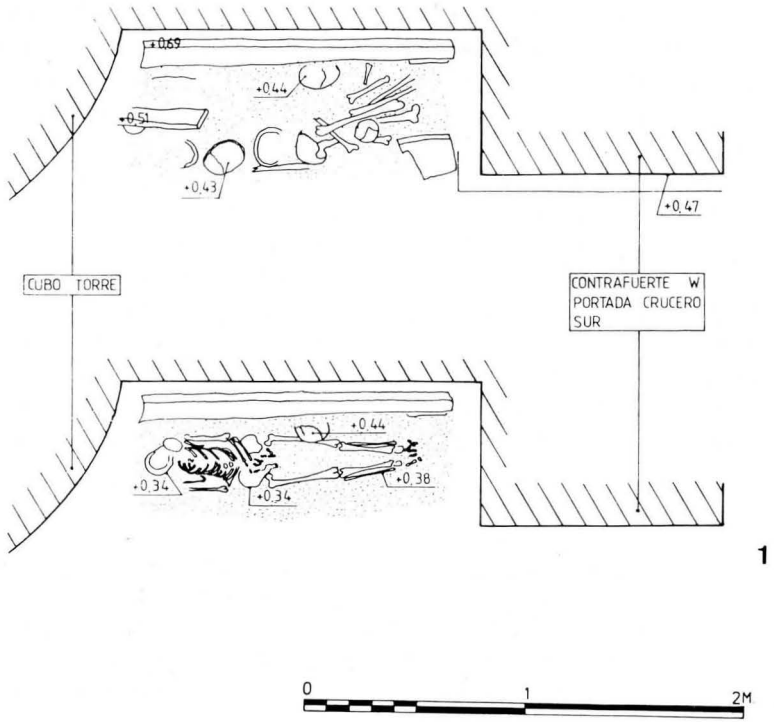 +0,69
+0,44
+0,51
+0,43
+0,47
CUBO TORRE
CONTRAFUERTE W
PORTADA CRUCERO
SUR
+0,44
+0,34
+0,34
+0,38
1
0 1 2M